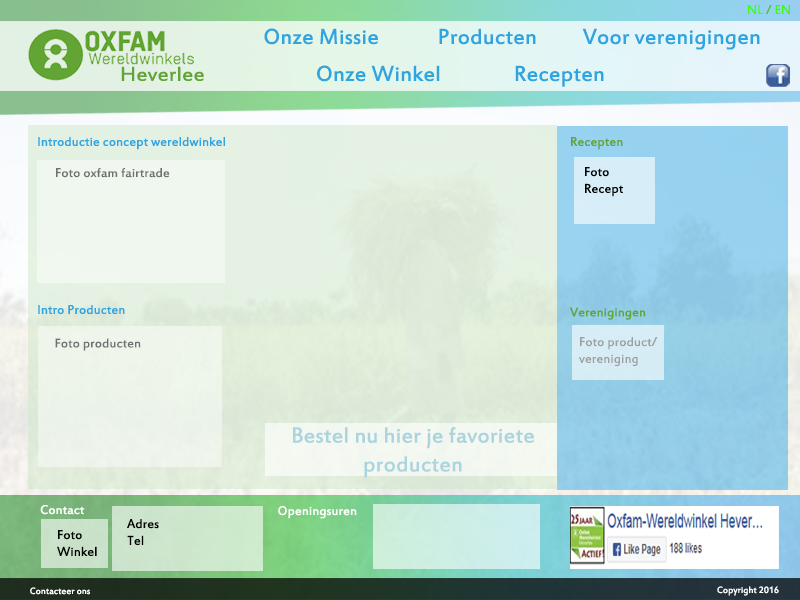 NL / EN
OXFAM
Wereldwinkels
Heverlee
Onze Missie
Producten
Voor verenigingen
Onze Winkel
Recepten
f
Introductie concept wereldwinkel
Foto oxfam fairtrade
Recepten
Foto
Recept
Intro Producten
Foto producten
Verenigingen
Foto product/
vereniging
Bestel nu hier je favoriete
producten
Contact
Foto
Winkel
Adres
Tel
Openingsuren
25 JAAR
ACTIEF!
Oxfam-Wereldwinkel Hever...
f Like Page
188 likes
Contacteer ons
Copyright 2016